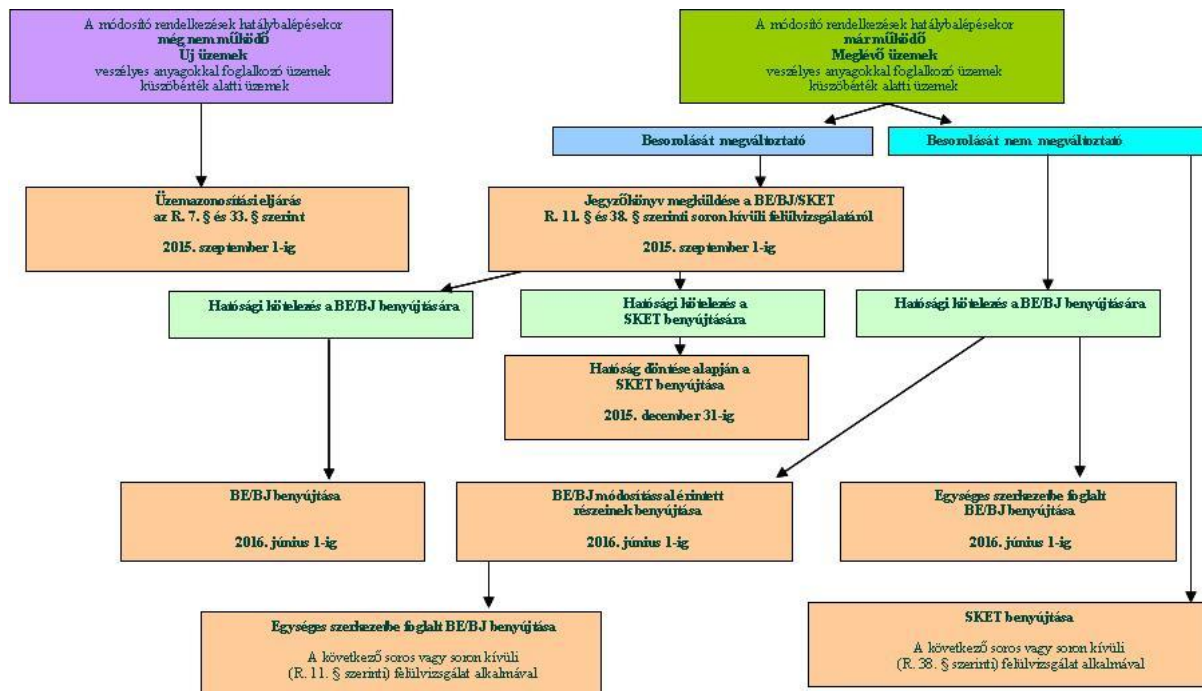 A módosító rendelkezések hatálybalépésekor
még nem működő
Új üzemek
veszélyes anyagokkal foglalkozó üzemek
küszöbérték alatti üzemek
A módosító rendelkezések hatálybalépésekor
már működő
Meglévő üzemek
veszélyes anyagokkal foglalkozó üzemek
küszöbérték alatti üzemek
Besorolását megváltoztató
Besorolását nem megváltoztató
Üzemazonosítási eljárás
az R. 7. § és 33. § szerint
2015. szeptember 1-ig
Jegyzőkönyv megküldése a BE/BJ/SKET
R. 11. § és 38. § szerinti soron kívüli felülvizsgálatáról
2015. szeptember 1-ig
Hatósági kötelezés a BE/BJ benyújtására
Hatósági kötelezés a
SKET benyújtására
Hatósági kötelezés a BE/BJ benyújtására
Hatóság döntése alapján a
SKET benyújtása
2015. december 31-ig
BE/BJ benyújtása
2016. június 1-ig
BE/BJ módosítással érintett
részeinek benyújtása
2016. június 1-ig
Egységes szerkezetbe foglalt
BE/BJ benyújtása
2016. június 1-ig
Egységes szerkezetbe foglalt BE/BJ benyújtása
A következő soros vagy soron kívüli
(R. 11. § szerinti) felülvizsgálat alkalmával
SKET benyújtása
A következő soros vagy soron kívüli
(R. 38. § szerinti) felülvizsgálat alkalmával